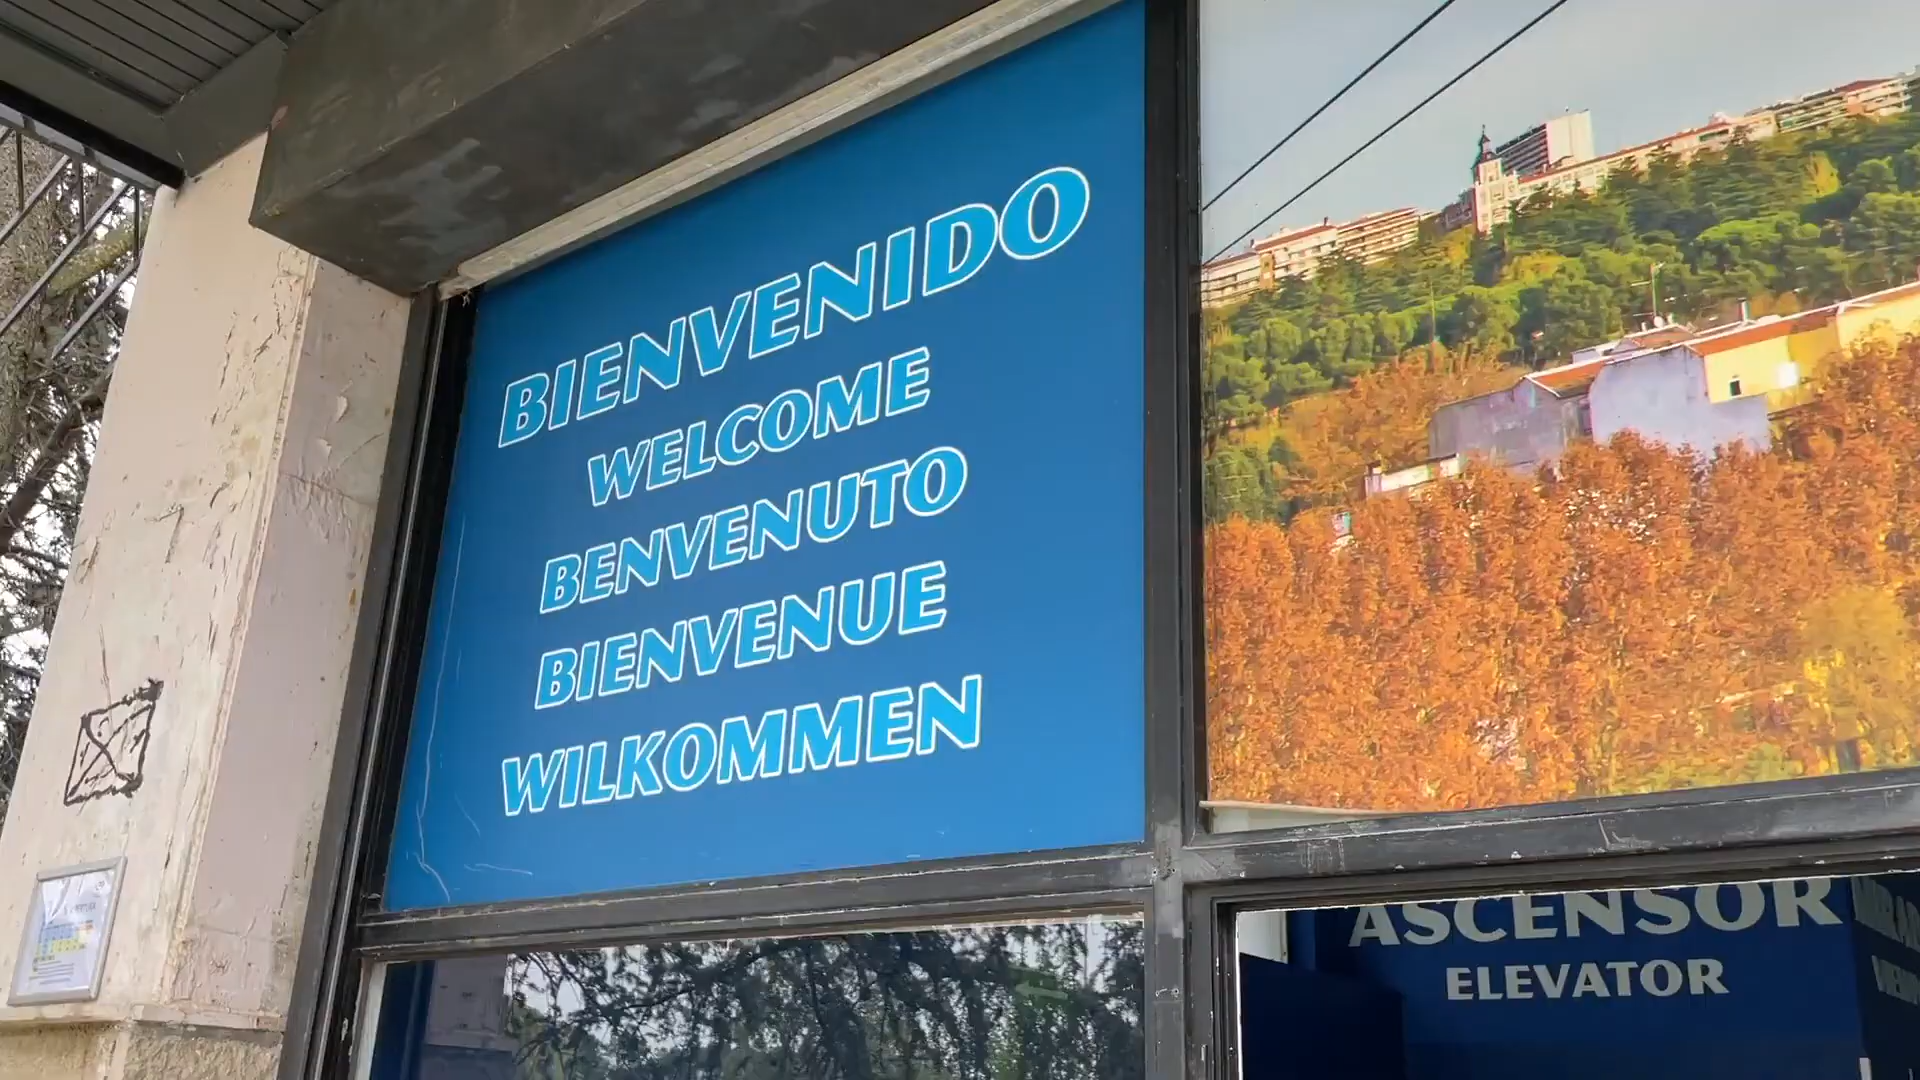 BIENVENIDO
WELCOME
BENVENUTO
BIENVENUE
WILKOMMEN
ASCENSOR
ELEVATOR